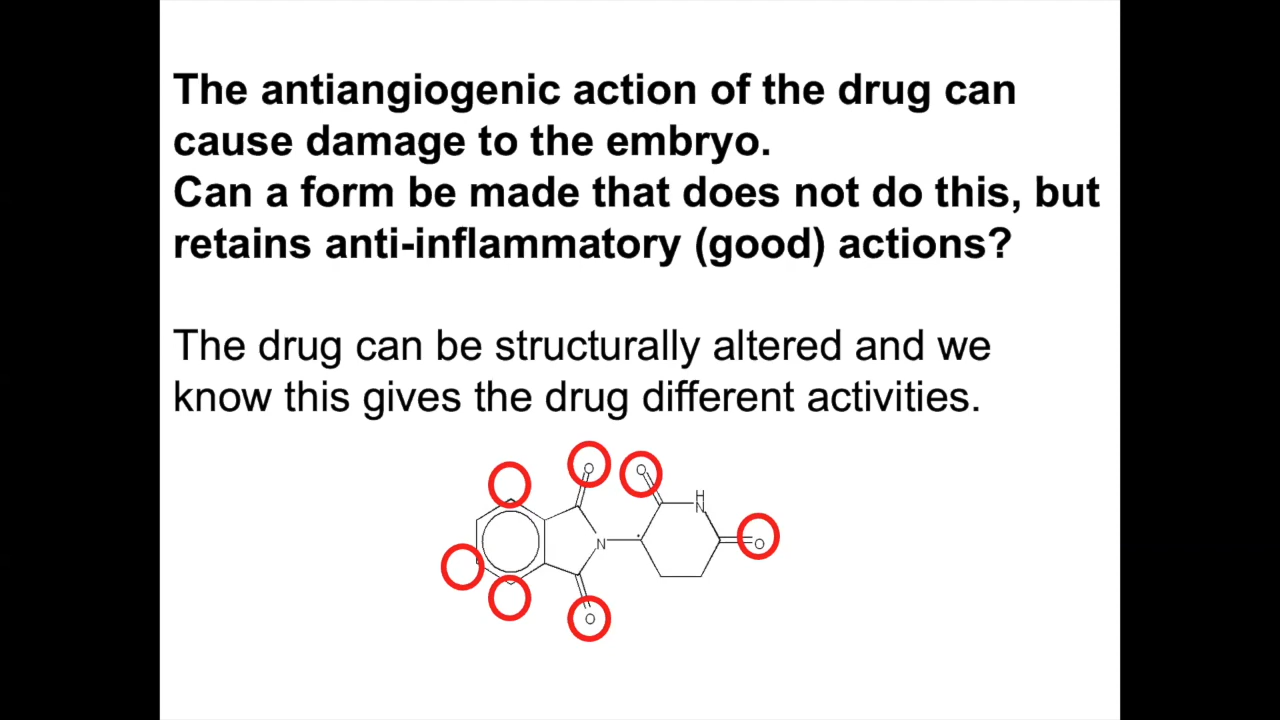 The antiangiogenic action of the drug can
cause damage to the embryo.
Can a form be made that does not do this, but
retains anti-inflammatory (good) actions?
The drug can be structurally altered and we
know this gives the drug different activities.
O O
H
N
N O
O